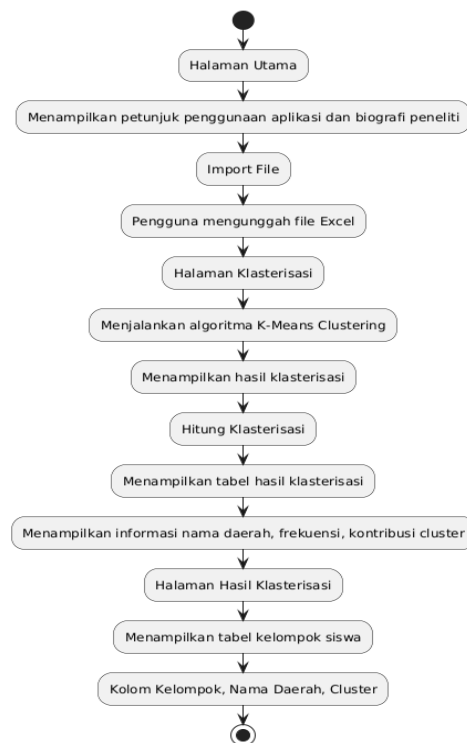 Halaman Utama
Menampilkan petunjuk penggunaan aplikasi dan biografi peneliti
Import File
Pengguna mengunggah file Excel
Halaman Klasterisasi
Menjalankan algoritma K-Means Clustering
Menampilkan hasil klasterisasi
Hitung Klasterisasi
Menampilkan tabel hasil klasterisasi
Menampilkan informasi nama daerah, frekuensi, kontribusi cluster
Halaman Hasil Klasterisasi
Menampilkan tabel kelompok siswa
Kolom Kelompok, Nama Daerah, Cluster